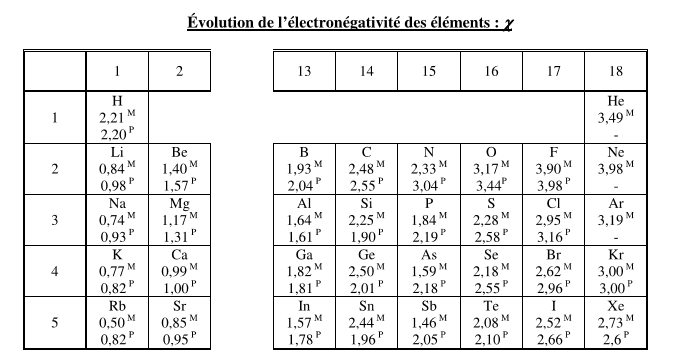 Évolution de l'électronégativité des éléments : χ
1 2 13 14 15 16 17 18
H He
1 2,21 M 3,49 M
2,20 P -
Li Be B C N O F Ne
2 0,84 M 1,40 M 1,93 M 2,48 M 2,33 M 3,17 M 3,90 M 3,98 M
0,98 P 1,57 P 2,04 P 2,55 P 3,04 P 3,44 P 3,98 P -
Na Mg Al Si P S Cl Ar
3 0,74 M 1,17 M 1,64 M 2,25 M 1,84 M 2,28 M 2,95 M 3,19 M
0,93 P 1,31 P 1,61 P 1,90 P 2,19 P 2,58 P 3,16 P -
K Ca Ga Ge As Se Br Kr
4 0,77 M 0,99 M 1,82 M 2,50 M 1,59 M 2,18 M 2,62 M 3,00 M
0,82 P 1,00 P 1,81 P 2,01 P 2,18 P 2,55 P 2,96 P 3,00 P
Rb Sr In Sn Sb Te I Xe
5 0,50 M 0,85 M 1,57 M 2,44 M 1,46 M 2,08 M 2,52 M 2,73 M
0,82 P 0,95 P 1,78 P 1,96 P 2,05 P 2,10 P 2,66 P 2,6 P